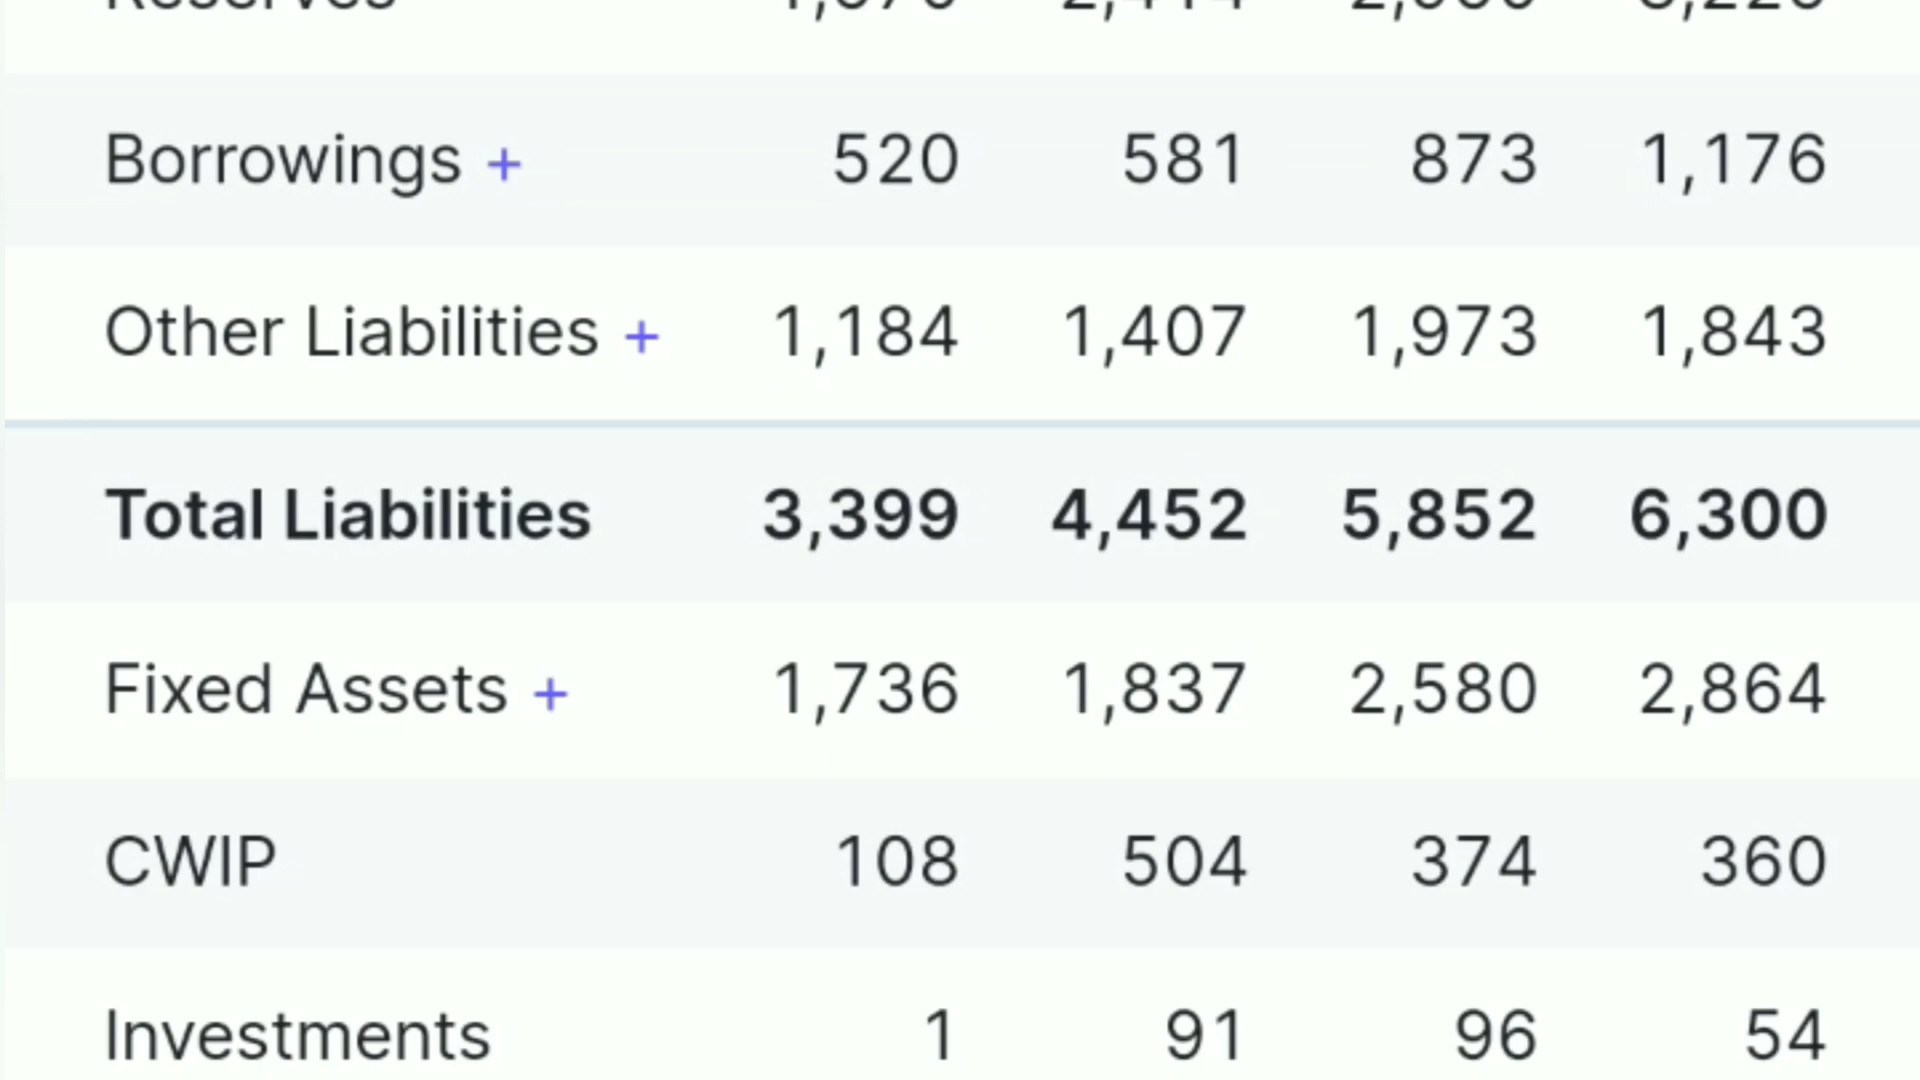 Reserves
Borrowings + 520 581 873 1,176
Other Liabilities + 1,184 1,407 1,973 1,843
Total Liabilities 3,399 4,452 5,852 6,300
Fixed Assets + 1,736 1,837 2,580 2,864
CWIP 108 504 374 360
Investments 1 91 96 54